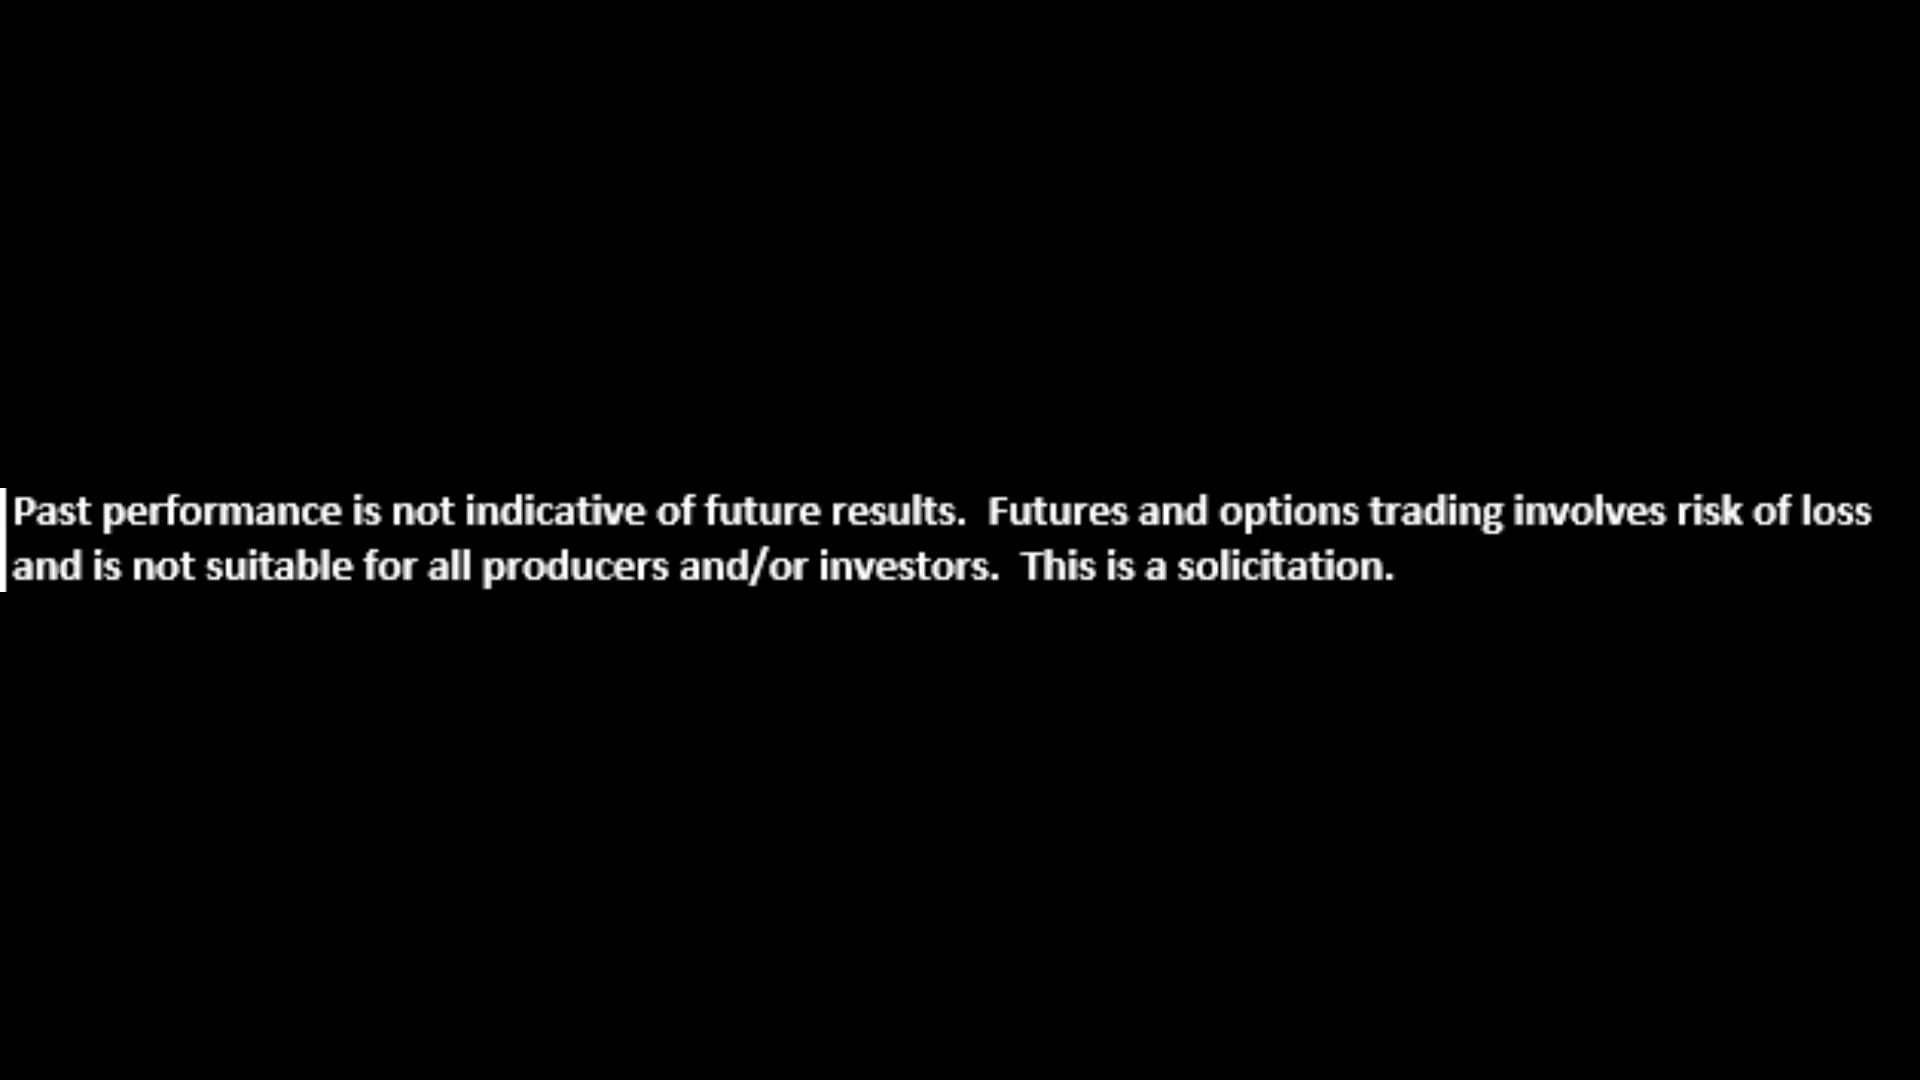 Past performance is not indicative of future results.  Futures and options trading involves risk of loss
and is not suitable for all producers and/or investors.  This is a solicitation.